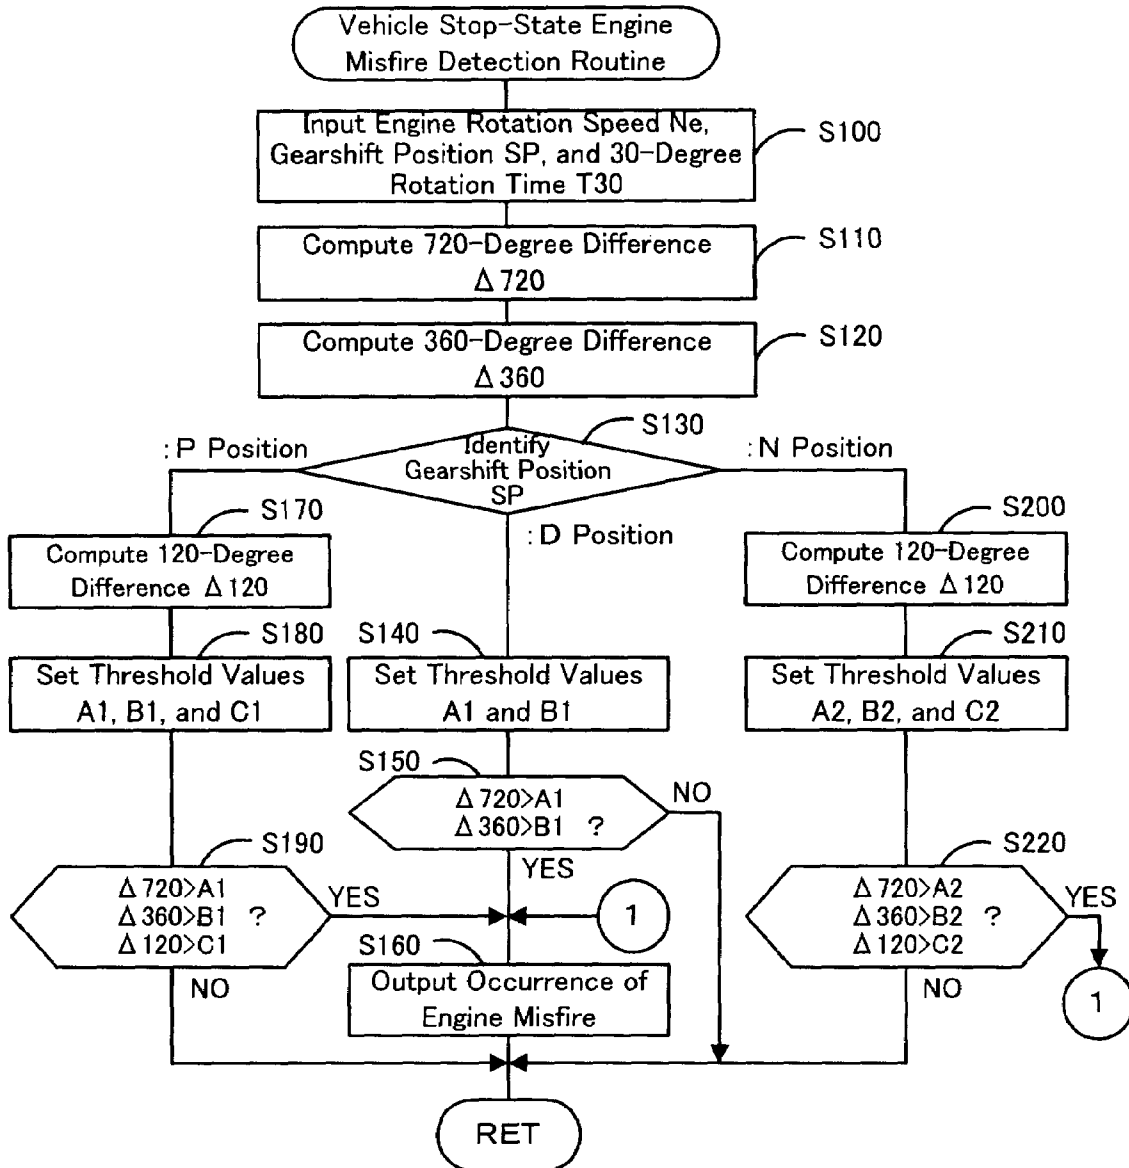 Vehicle Stop-State Engine
Misfire Detection Routine
Input Engine Rotation Speed Ne,
Gearshift Position SP, and 30-Degree
Rotation Time T30
S100
Compute 720-Degree Difference
Δ720
S110
Compute 360-Degree Difference
Δ360
S120
Identify
Gearshift Position
SP
S130
:P Position
:N Position
:D Position
S170
Compute 120-Degree
Difference Δ120
S200
Compute 120-Degree
Difference Δ120
S180
Set Threshold Values
A1, B1, and C1
S140
Set Threshold Values
A1 and B1
S210
Set Threshold Values
A2, B2, and C2
S150
Δ720>A1
Δ360>B1 ?
NO
YES
S190
Δ720>A1
Δ360>B1 ?
Δ120>C1
YES
NO
1
S220
Δ720>A2
Δ360>B2 ?
Δ120>C2
YES
NO
1
S160
Output Occurrence of
Engine Misfire
RET